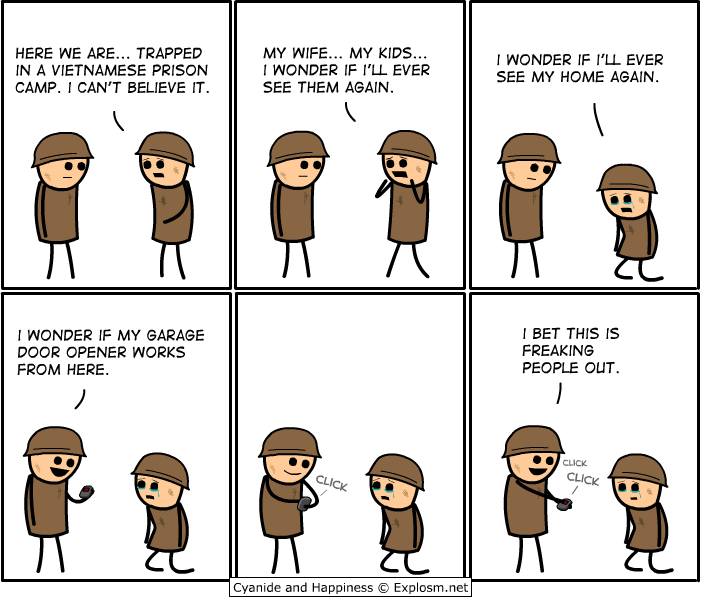 HERE WE ARE... TRAPPED
IN A VIETNAMESE PRISON
CAMP. I CAN'T BELIEVE IT.
MY WIFE... MY KIDS...
I WONDER IF I'LL EVER
SEE THEM AGAIN.
I WONDER IF I'LL EVER
SEE MY HOME AGAIN.
I WONDER IF MY GARAGE
DOOR OPENER WORKS
FROM HERE.
CLICK
I BET THIS IS
FREAKING
PEOPLE OUT.
CLICK
CLICK
Cyanide and Happiness © Explosm.net